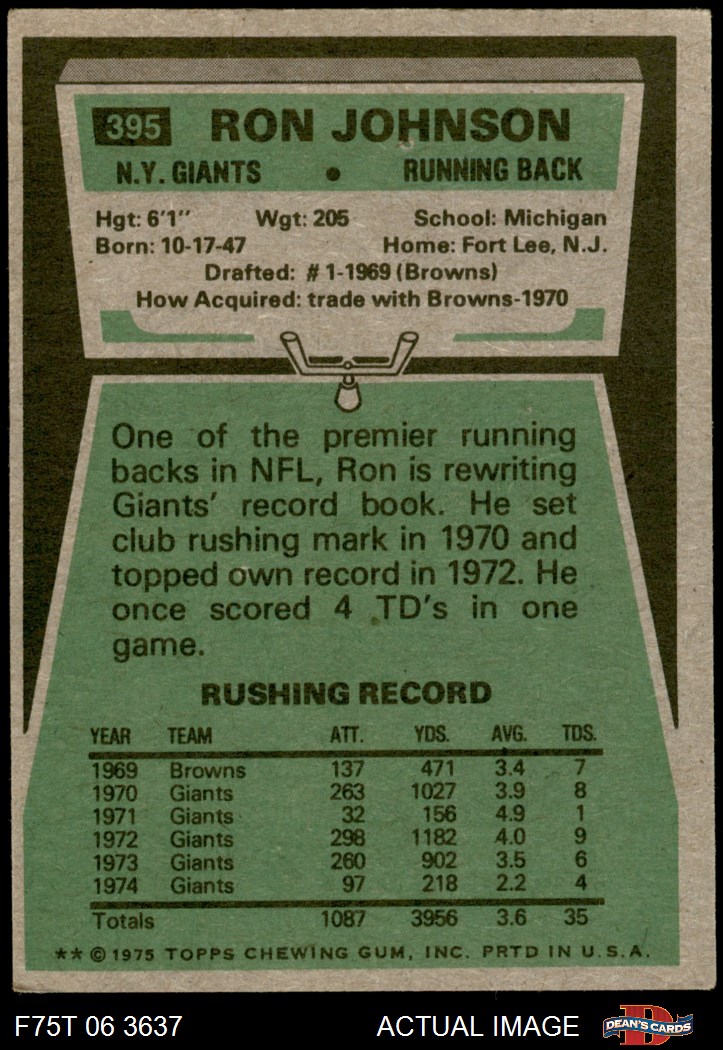 395 RON JOHNSON
N.Y. GIANTS • RUNNING BACK
Hgt: 6'1" Wgt: 205 School: Michigan
Born: 10-17-47 Home: Fort Lee, N.J.
Drafted: #1-1969 (Browns)
How Acquired: trade with Browns-1970
One of the premier running
backs in NFL, Ron is rewriting
Giants' record book. He set
club rushing mark in 1970 and
topped own record in 1972. He
once scored 4 TD's in one
game.
RUSHING RECORD
YEAR TEAM ATT. YDS. AVG. TDS.
1969 Browns 137 471 3.4 7
1970 Giants 263 1027 3.9 8
1971 Giants 32 156 4.9 1
1972 Giants 298 1182 4.0 9
1973 Giants 260 902 3.5 6
1974 Giants 97 218 2.2 4
Totals 1087 3956 3.6 35
** © 1975 TOPPS CHEWING GUM, INC. PRTD IN U.S.A.
F75T 06 3637 ACTUAL IMAGE D DEAN'S CARDS